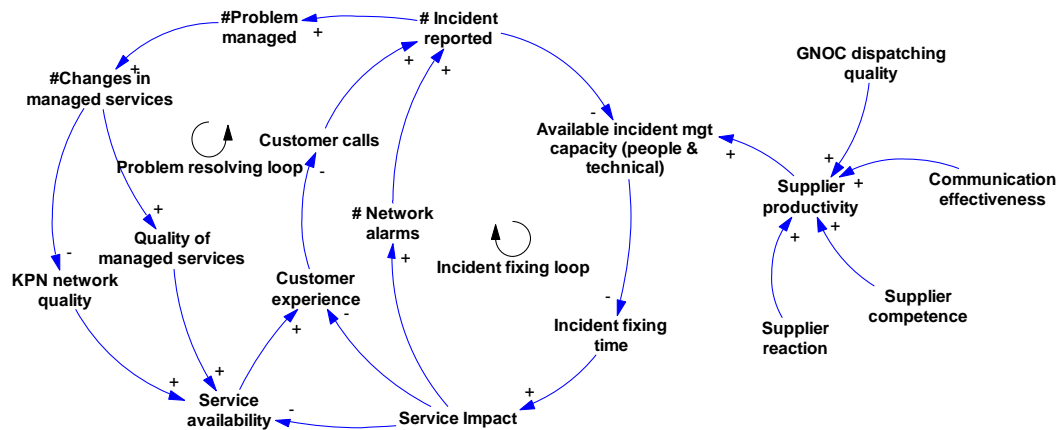 #Problem
managed
# Incident
reported
+
+
+
+
#Changes in
managed services
GNOC dispatching
quality
-
Available incident mgt
capacity (people &
technical)
+
Customer calls
-
Problem resolving loop
+
+
Supplier
productivity
+
+
Communication
effectiveness
# Network
alarms
+
+
Quality of
managed services
-
KPN network
quality
Incident fixing loop
Customer
experience
-
+
Supplier
competence
-
Incident fixing
time
Supplier
reaction
+
+
Service
availability
-
Service Impact
+